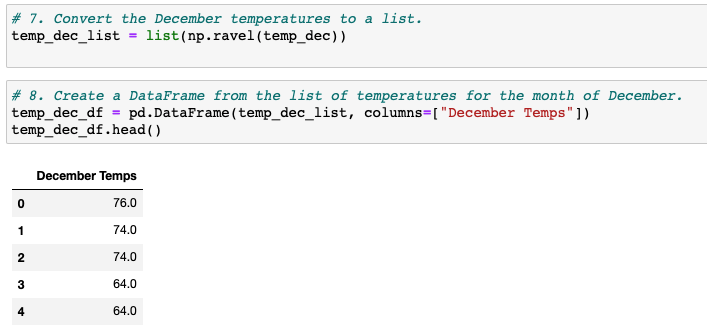 # 7. Convert the December temperatures to a list.
temp_dec_list = list(np.ravel(temp_dec))
# 8. Create a DataFrame from the list of temperatures for the month of December.
temp_dec_df = pd.DataFrame(temp_dec_list, columns=["December Temps"])
temp_dec_df.head()
December Temps
0 76.0
1 74.0
2 74.0
3 64.0
4 64.0